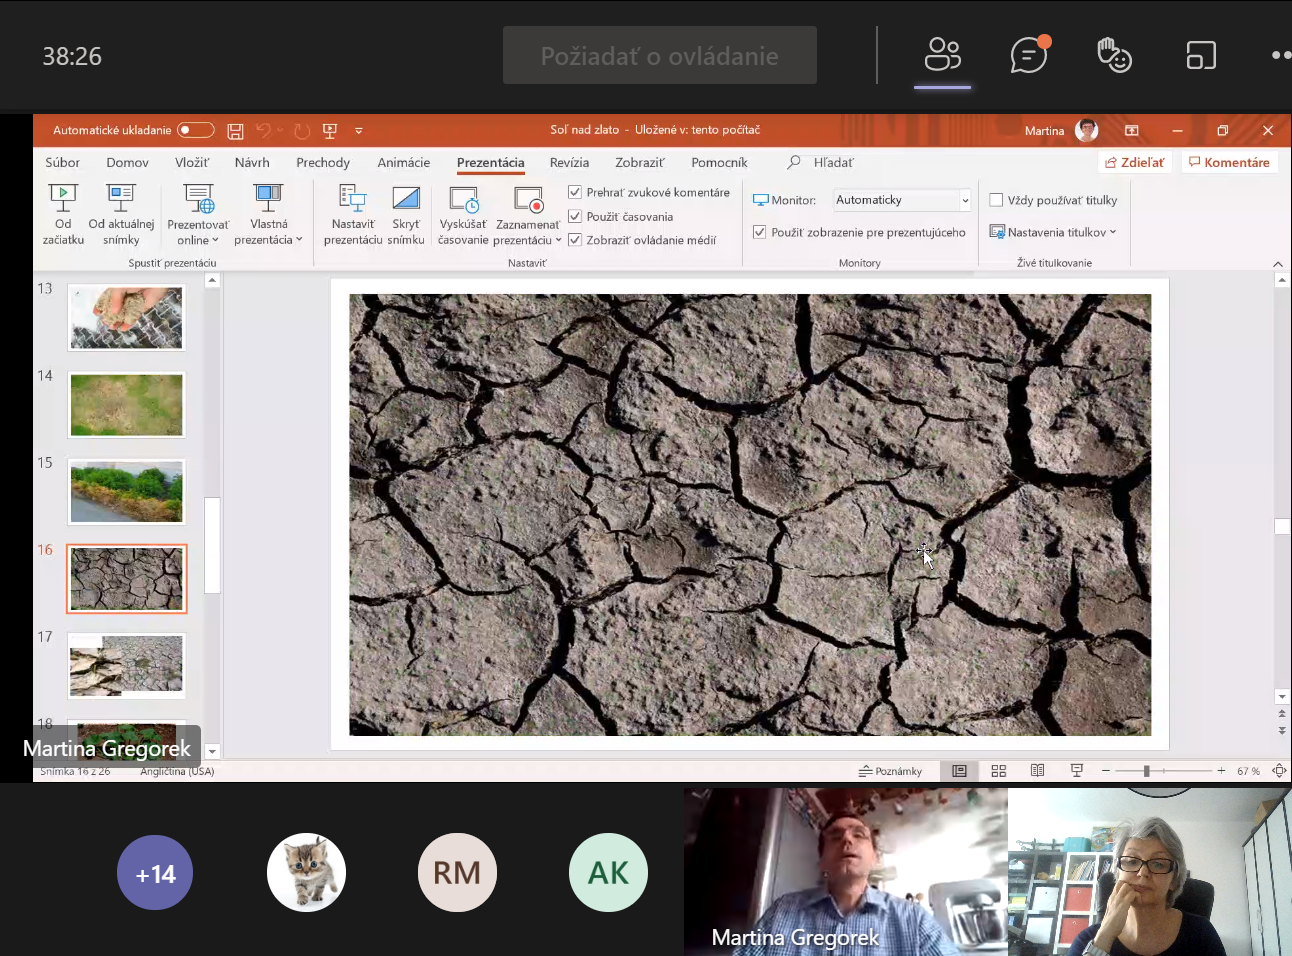 38:26
Požiadať o ovládanie
Automatické ukladanie
Soľ nad zlato - Uložené v: tento počítač
Martina
Súbor Domov Vložiť Návrh Prechody Animácie Prezentácia Revízia Zobraziť Pomocník Hľadať
Zdieľať Komentáre
Od začiatku
Od aktuálnej snímky
Prezentovať online
Vlastná prezentácia
Spustiť prezentáciu
Nastaviť prezentáciu
Skryť snímku
Vyskúšať časovanie
Zaznamenať prezentáciu
Prehrať zvukové komentáre
Použiť časovania
Zobraziť ovládanie médií
Nastaviť
Monitor: Automaticky
Použiť zobrazenie pre prezentujúceho
Monitory
Vždy používať titulky
Nastavenia titulkov
Živé titulkovanie
13
14
15
16
17
18
Martina Gregorek
Snímka 16 z 26 Angličtina (USA)
Poznámky
67 %
+14
RM
AK
Martina Gregorek